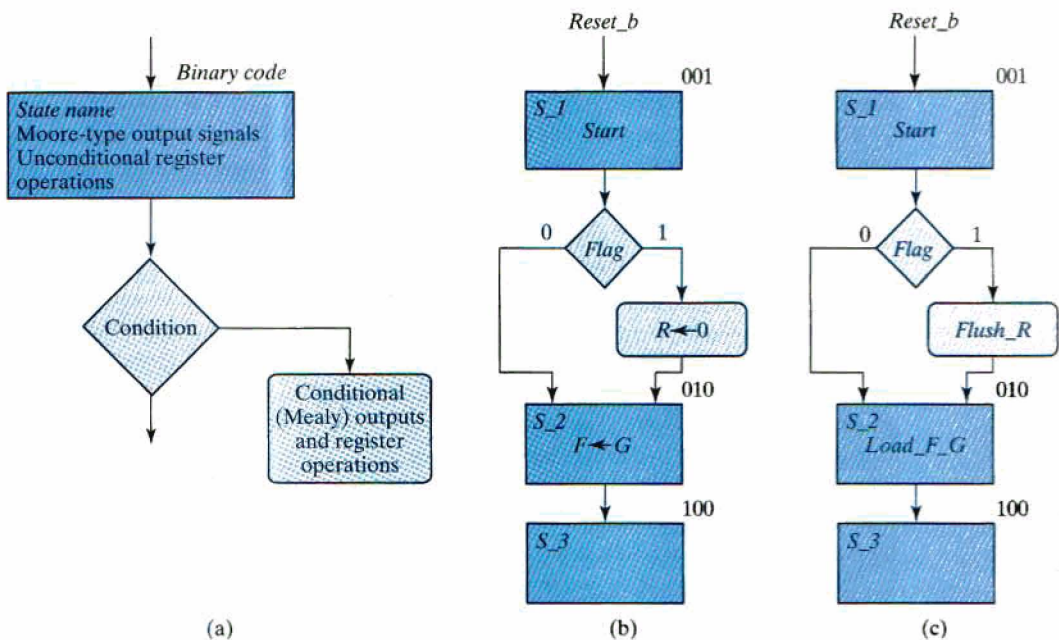 Binary code
State name
Moore-type output signals
Unconditional register
operations
Condition
Conditional
(Mealy) outputs
and register
operations
(a)
Reset_b
001
S_1
Start
0
1
Flag
R←0
010
S_2
F←G
100
S_3
(b)
Reset_b
001
S_1
Start
0
1
Flag
Flush_R
010
S_2
Load_F_G
100
S_3
(c)